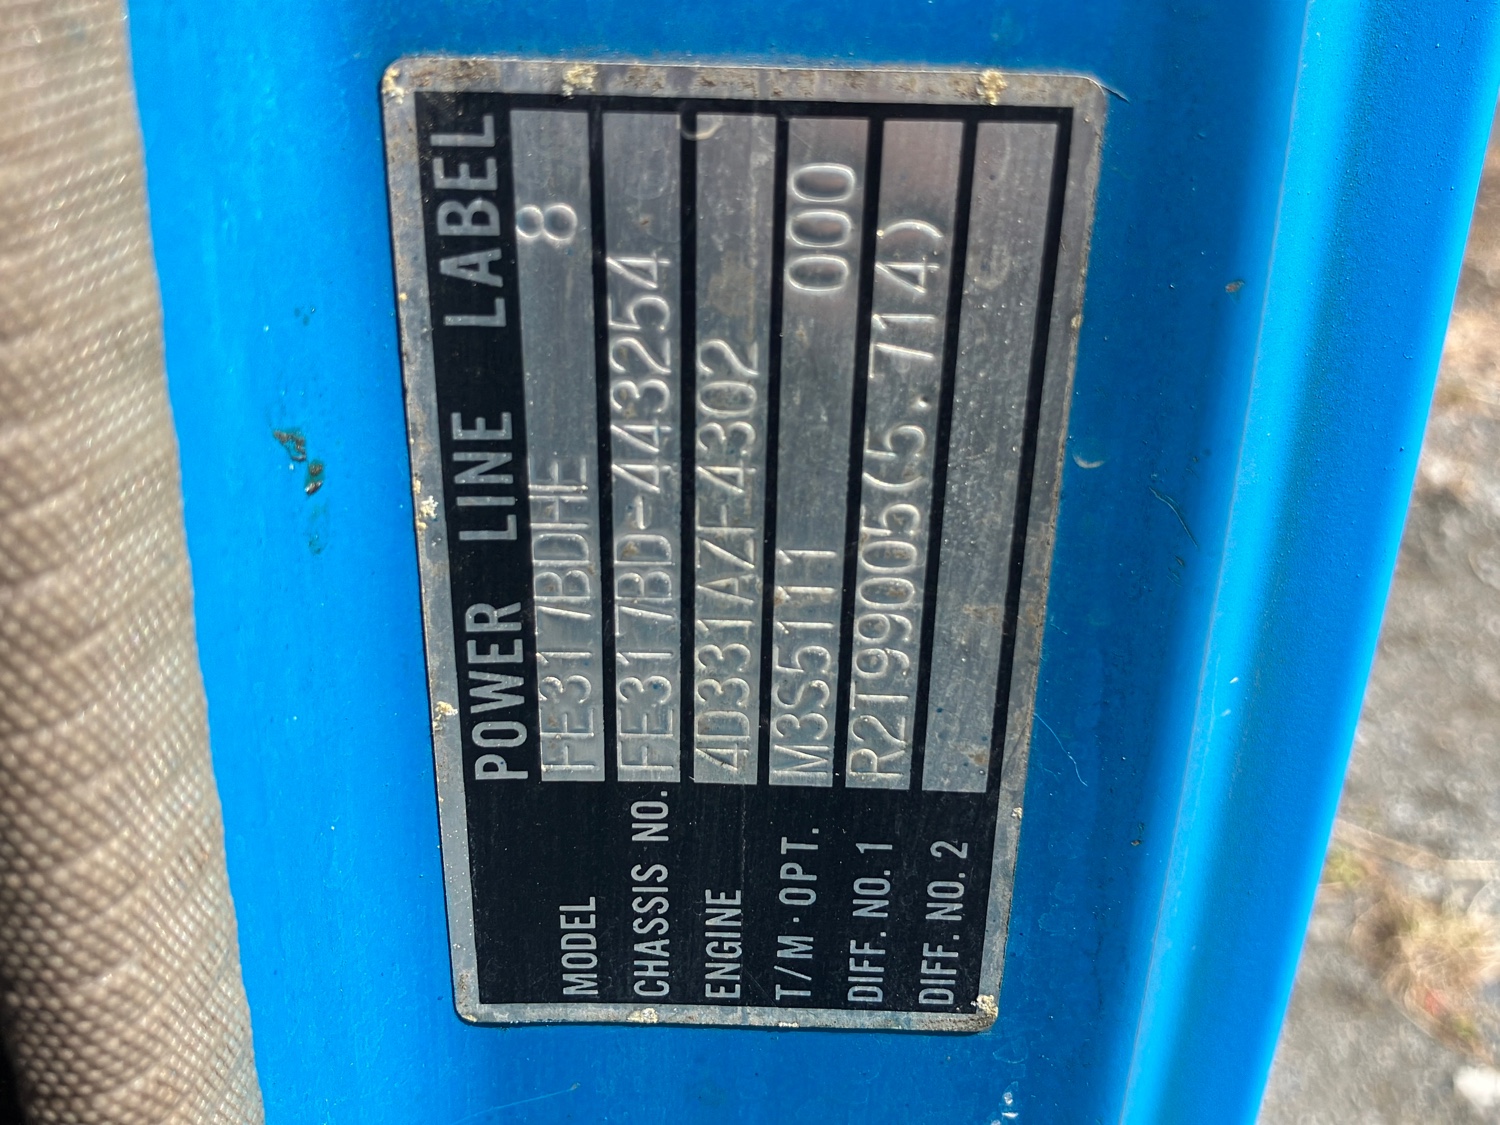 POWER LINE LABEL
MODEL FE317BDHE 8
CHASSIS NO. FE317BD-443254
ENGINE 4D331AZF4302
T/M·OPT. M3S5111 000
DIFF. NO. 1 R2T99005(5.714)
DIFF. NO. 2